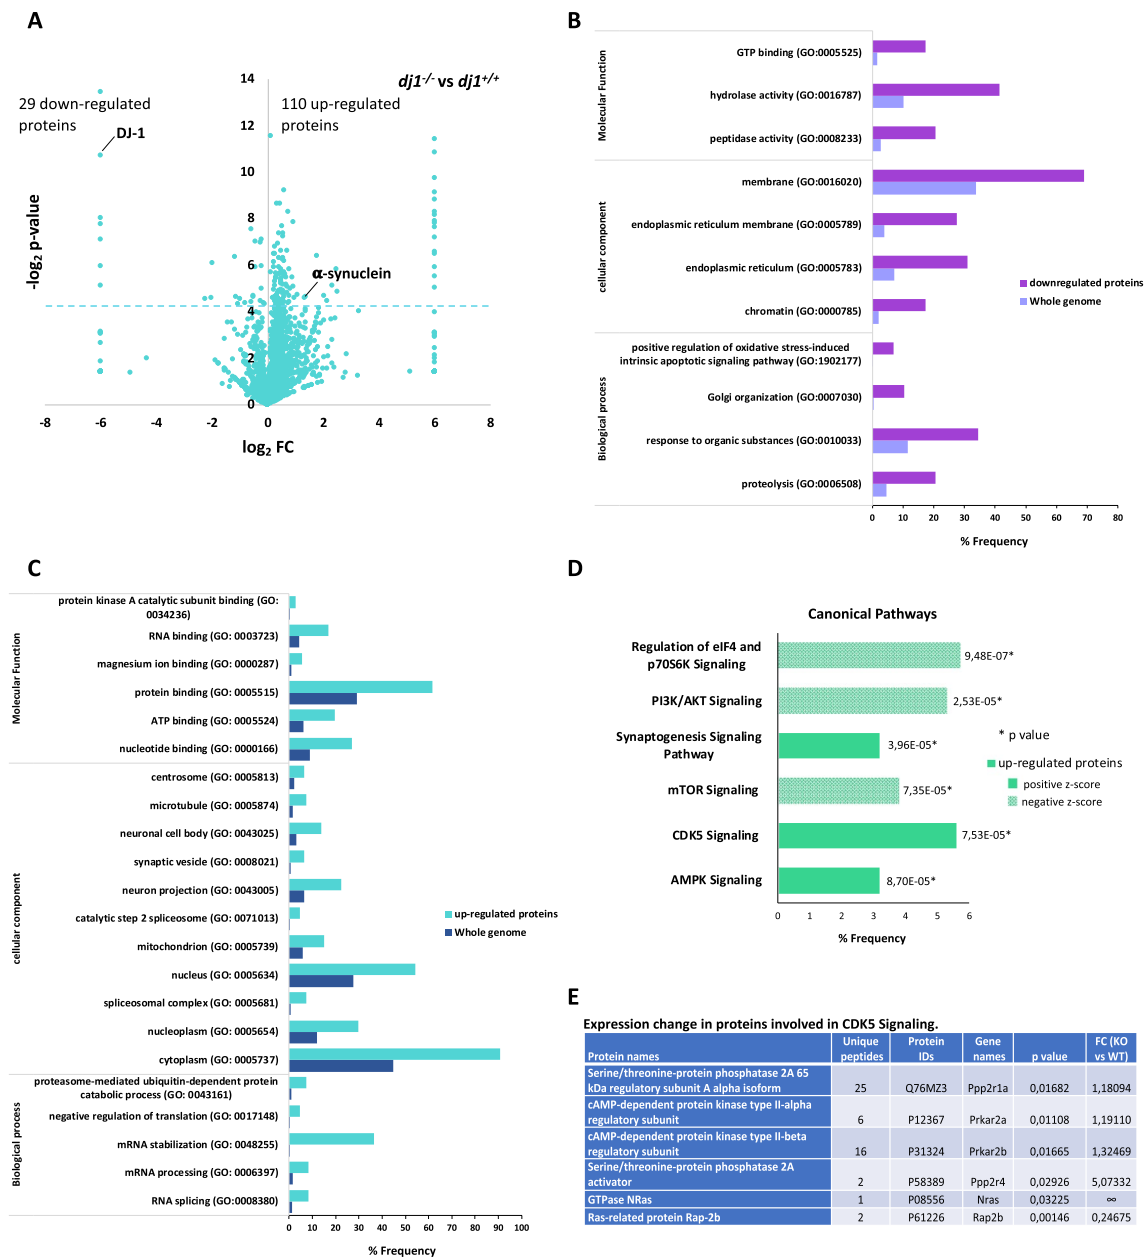 A
dj1-/- vs dj1+/+
29 down-regulated
proteins
110 up-regulated
proteins
DJ-1
α-synuclein
-log2 p-value
14
12
10
8
6
4
2
0
-8 -6 -4 -2 0 2 4 6 8
log2 FC
B
Molecular Function
GTP binding (GO:0005525)
hydrolase activity (GO:0016787)
peptidase activity (GO:0008233)
cellular component
membrane (GO:0016020)
endoplasmic reticulum membrane (GO:0005789)
endoplasmic reticulum (GO:0005783)
chromatin (GO:0000785)
Biological process
positive regulation of oxidative stress-induced
intrinsic apoptotic signaling pathway (GO:1902177)
Golgi organization (GO:0007030)
response to organic substances (GO:0010033)
proteolysis (GO:0006508)
downregulated proteins
Whole genome
0 10 20 30 40 50 60 70 80
% Frequency
C
Molecular Function
protein kinase A catalytic subunit binding (GO:
0034236)
RNA binding (GO: 0003723)
magnesium ion binding (GO: 0000287)
protein binding (GO: 0005515)
ATP binding (GO: 0005524)
nucleotide binding (GO: 0000166)
cellular component
centrosome (GO: 0005813)
microtubule (GO: 0005874)
neuronal cell body (GO: 0043025)
synaptic vesicle (GO: 0008021)
neuron projection (GO: 0043005)
catalytic step 2 spliceosome (GO: 0071013)
mitochondrion (GO: 0005739)
nucleus (GO: 0005634)
spliceosomal complex (GO: 0005681)
nucleoplasm (GO: 0005654)
cytoplasm (GO: 0005737)
Biological process
proteasome-mediated ubiquitin-dependent protein
catabolic process (GO: 0043161)
negative regulation of translation (GO: 0017148)
mRNA stabilization (GO: 0048255)
mRNA processing (GO: 0006397)
RNA splicing (GO:0008380)
up-regulated proteins
Whole genome
0 10 20 30 40 50 60 70 80 90 100
% Frequency
D
Canonical Pathways
Regulation of eIF4 and
p70S6K Signaling
9,48E-07*
PI3K/AKT Signaling
2,53E-05*
Synaptogenesis Signaling
Pathway
3,96E-05*
mTOR Signaling
7,35E-05*
CDK5 Signaling
7,53E-05*
AMPK Signaling
8,70E-05*
* p value
up-regulated proteins
positive z-score
negative z-score
0 1 2 3 4 5 6
% Frequency
E
Expression change in proteins involved in CDK5 Signaling.
Protein names Unique peptides Protein IDs Gene names p value FC (KO vs WT)
Serine/threonine-protein phosphatase 2A 65
kDa regulatory subunit A alpha isoform 25 Q76MZ3 Ppp2r1a 0,01682 1,18094
cAMP-dependent protein kinase type II-alpha
regulatory subunit 6 P12367 Prkar2a 0,01108 1,19110
cAMP-dependent protein kinase type II-beta
regulatory subunit 16 P31324 Prkar2b 0,01665 1,32469
Serine/threonine-protein phosphatase 2A
activator 2 P58389 Ppp2r4 0,02926 5,07332
GTPase NRas 1 P08556 Nras 0,03225 ∞
Ras-related protein Rap-2b 2 P61226 Rap2b 0,00146 0,24675